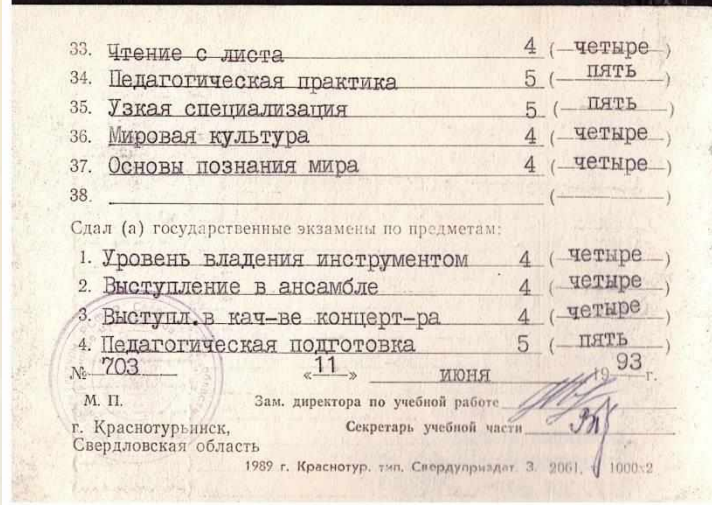 33. Чтение с листа 4 (четыре)
34. Педагогическая практика 5 (пять)
35. Узкая специализация 5 (пять)
36. Мировая культура 4 (четыре)
37. Основы познания мира 4 (четыре)
38. ( )
Сдал (а) государственные экзамены по предметам:
1. Уровень владения инструментом 4 (четыре)
2. Выступление в ансамбле 4 (четыре)
3. Выступл.в кач-ве концерт-ра 4 (четыре)
4. Педагогическая подготовка 5 (пять)
№ 703 «11» июня 1993 г.
М. П. Зам. директора по учебной работе
г. Краснотурьинск, Секретарь учебной части
Свердловская область
1989 г. Краснотур. тип. Свердуприздат. З. 2061. 1000х2